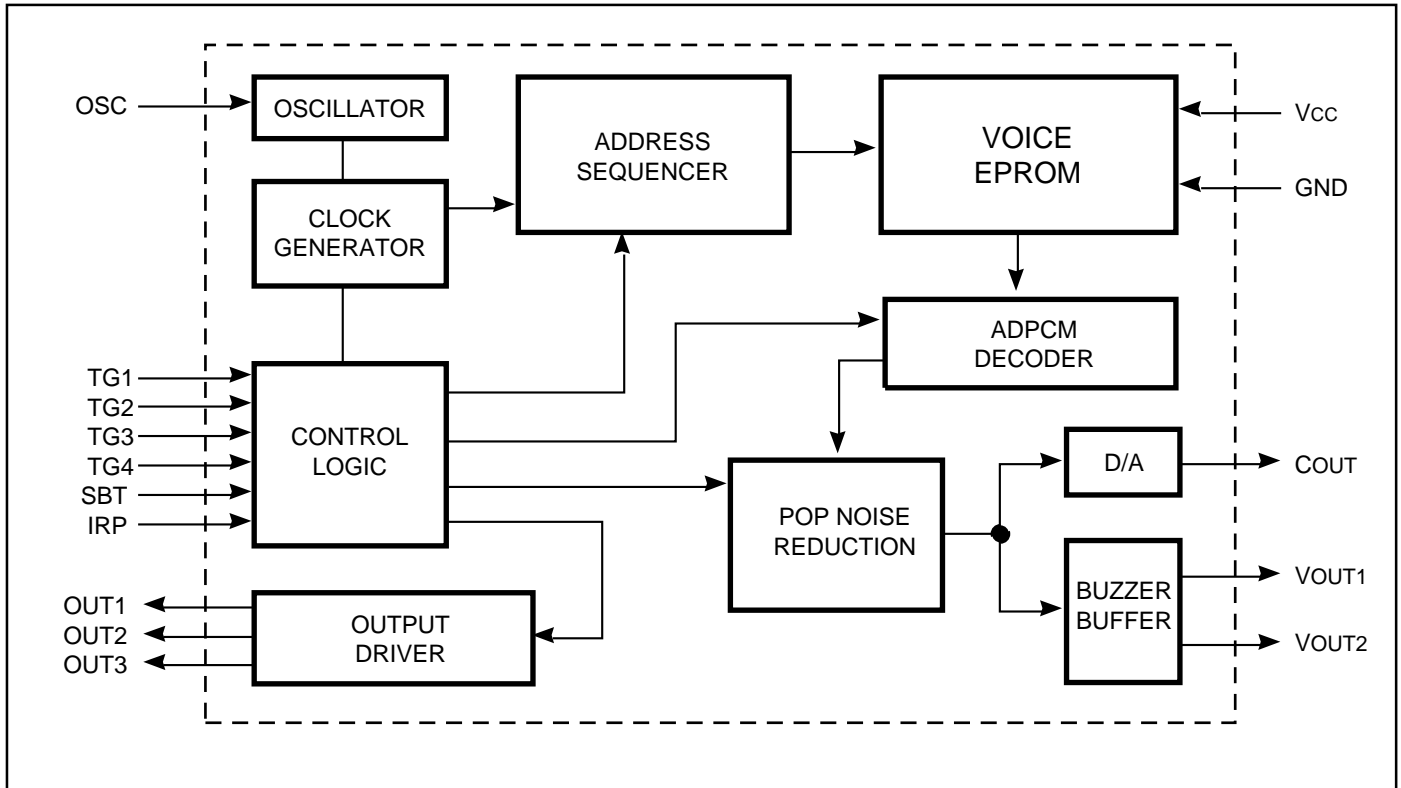 OSC
OSCILLATOR
CLOCK
GENERATOR
ADDRESS
SEQUENCER
VOICE
EPROM
VCC
GND
ADPCM
DECODER
TG1
TG2
TG3
TG4
SBT
IRP
CONTROL
LOGIC
POP NOISE
REDUCTION
D/A
COUT
BUZZER
BUFFER
VOUT1
VOUT2
OUT1
OUT2
OUT3
OUTPUT
DRIVER